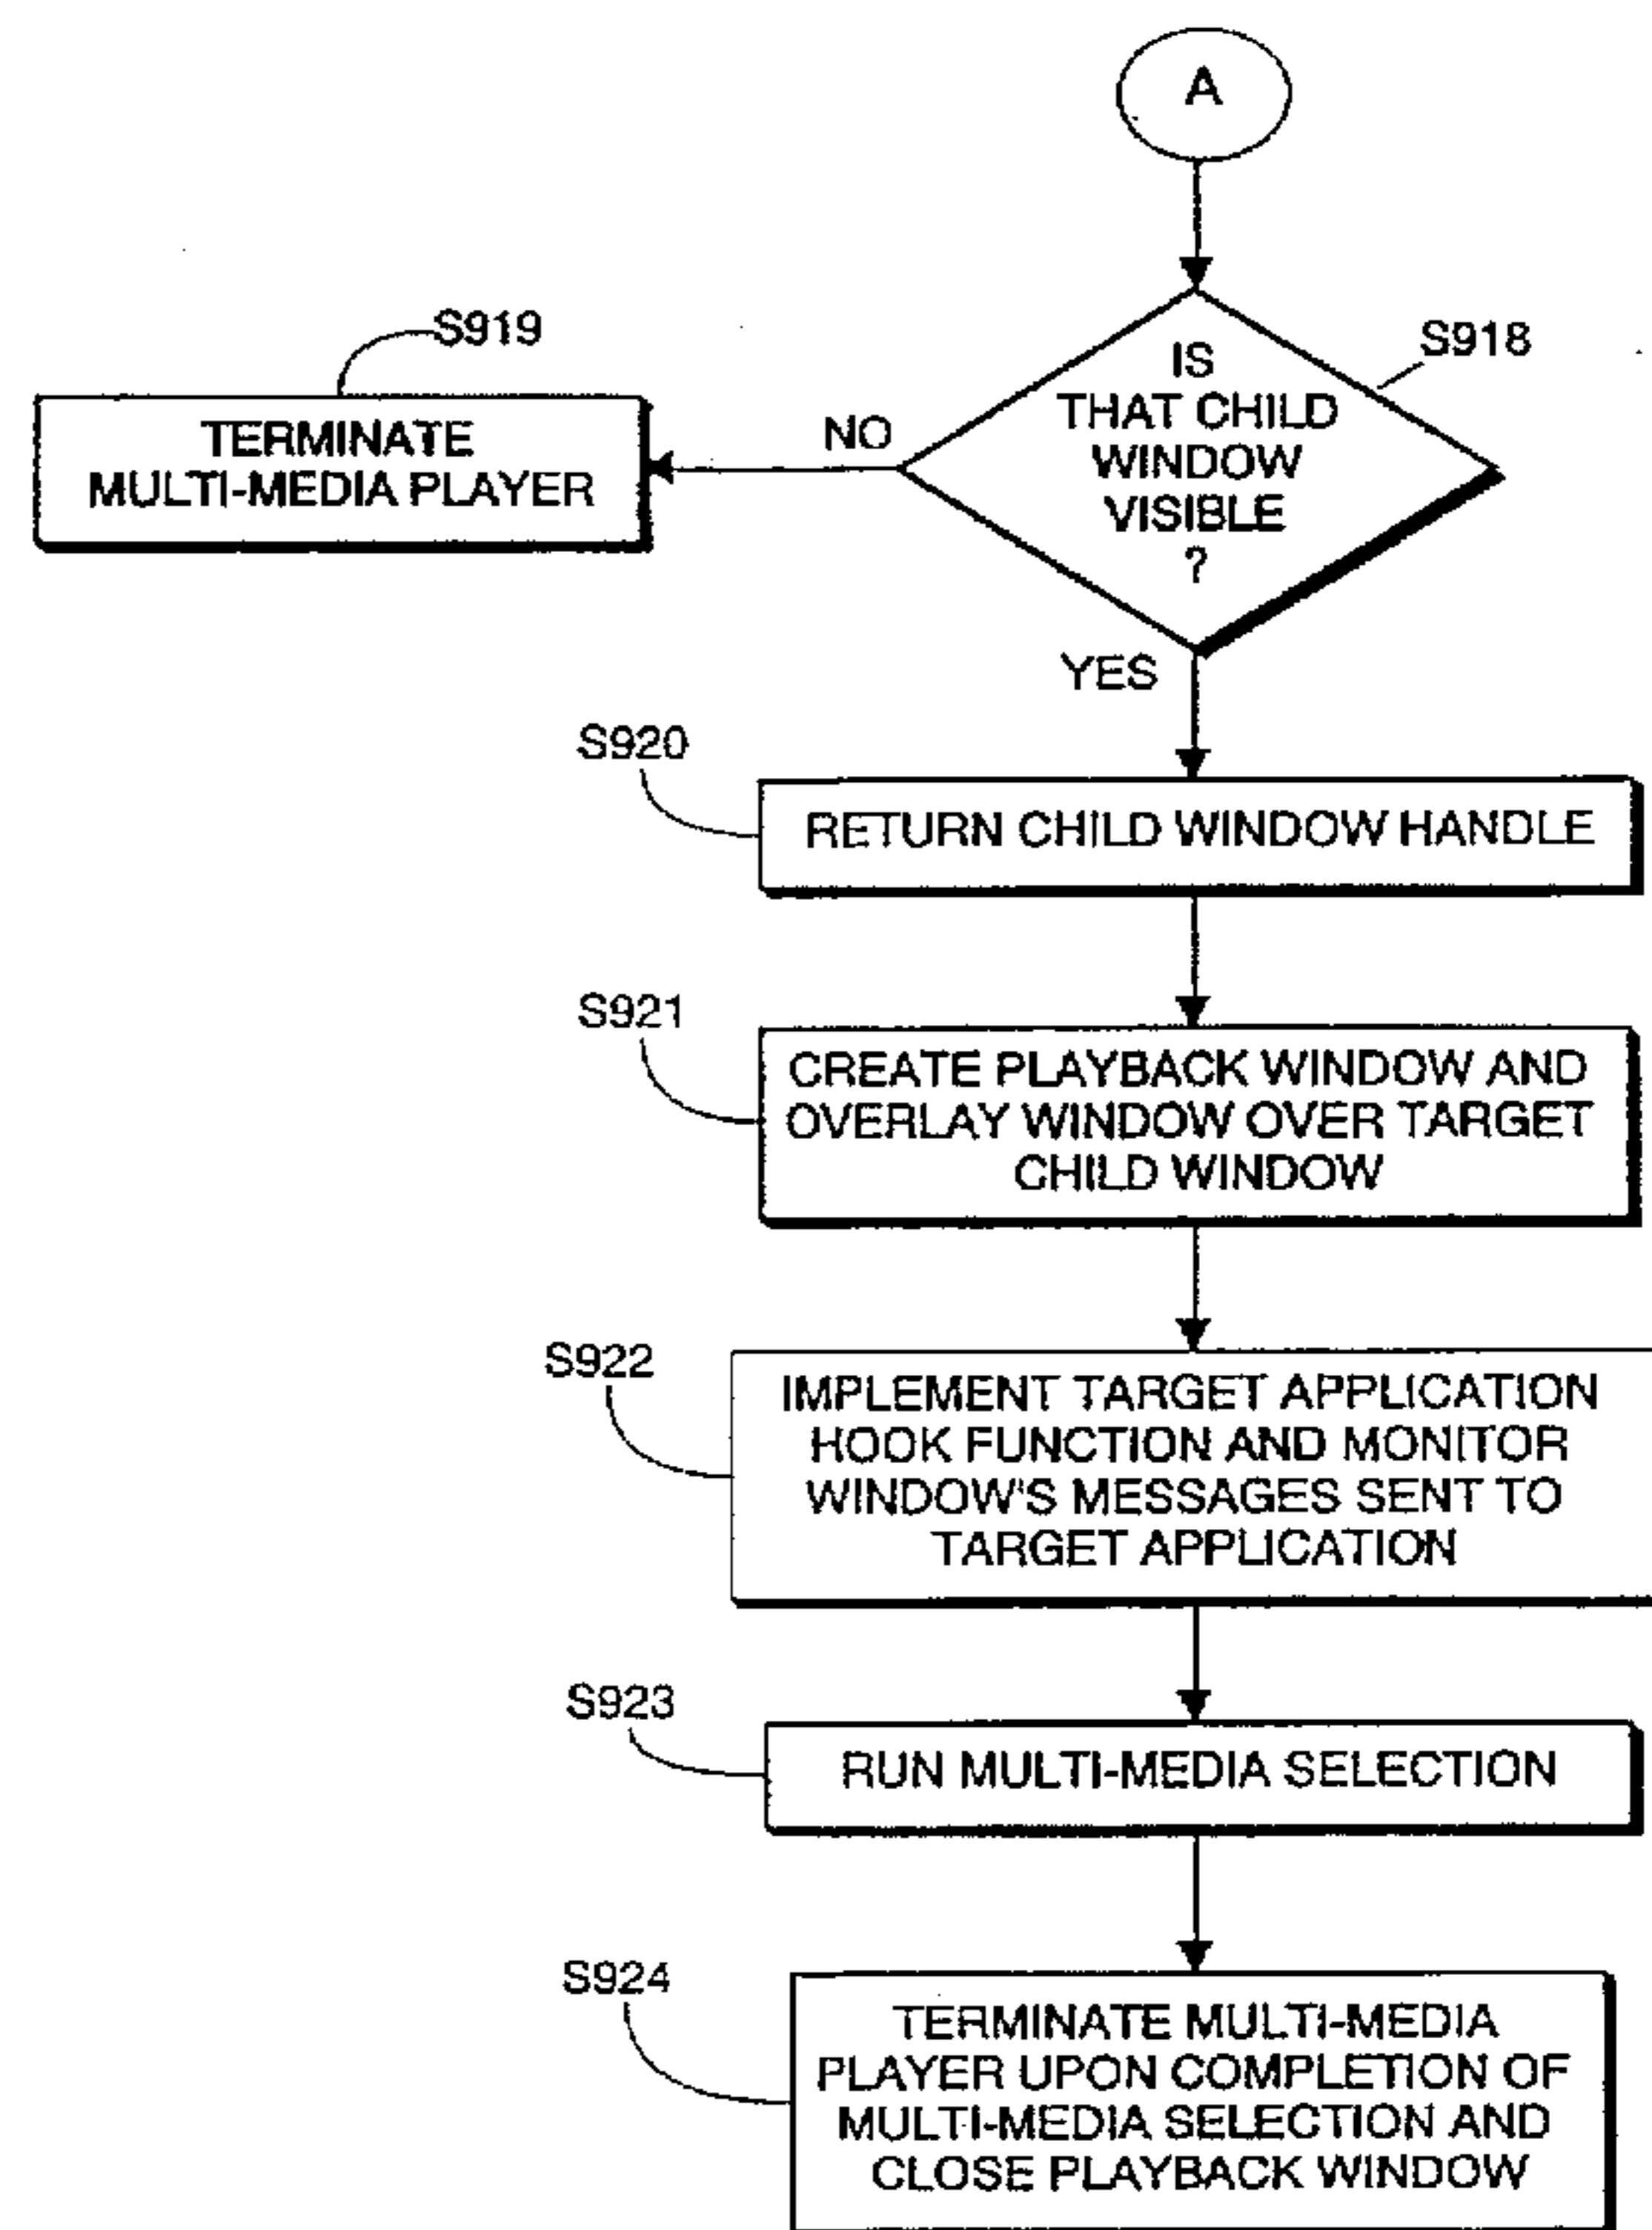 A
S918
IS
THAT CHILD
WINDOW
VISIBLE
?
NO
S919
TERMINATE
MULTI-MEDIA PLAYER
YES
S920
RETURN CHILD WINDOW HANDLE
S921
CREATE PLAYBACK WINDOW AND
OVERLAY WINDOW OVER TARGET
CHILD WINDOW
S922
IMPLEMENT TARGET APPLICATION
HOOK FUNCTION AND MONITOR
WINDOW'S MESSAGES SENT TO
TARGET APPLICATION
S923
RUN MULTI-MEDIA SELECTION
S924
TERMINATE MULTI-MEDIA
PLAYER UPON COMPLETION OF
MULTI-MEDIA SELECTION AND
CLOSE PLAYBACK WINDOW